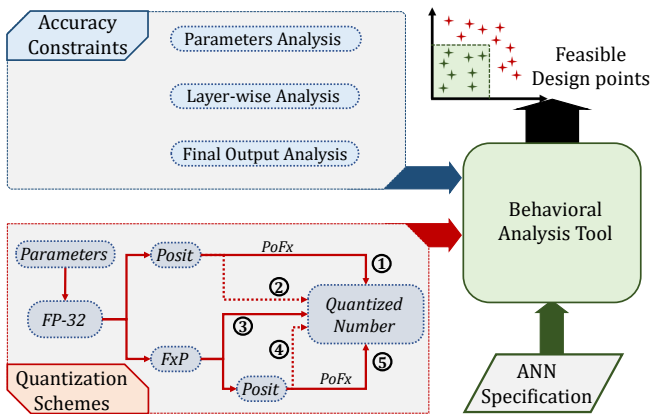 Accuracy
Constraints
Parameters Analysis
Layer-wise Analysis
Final Output Analysis
Feasible
Design points
Behavioral
Analysis Tool
ANN
Specification
Parameters
FP-32
Posit
PoFx
①
②
③
④
⑤
Quantized
Number
FxP
Posit
PoFx
Quantization
Schemes